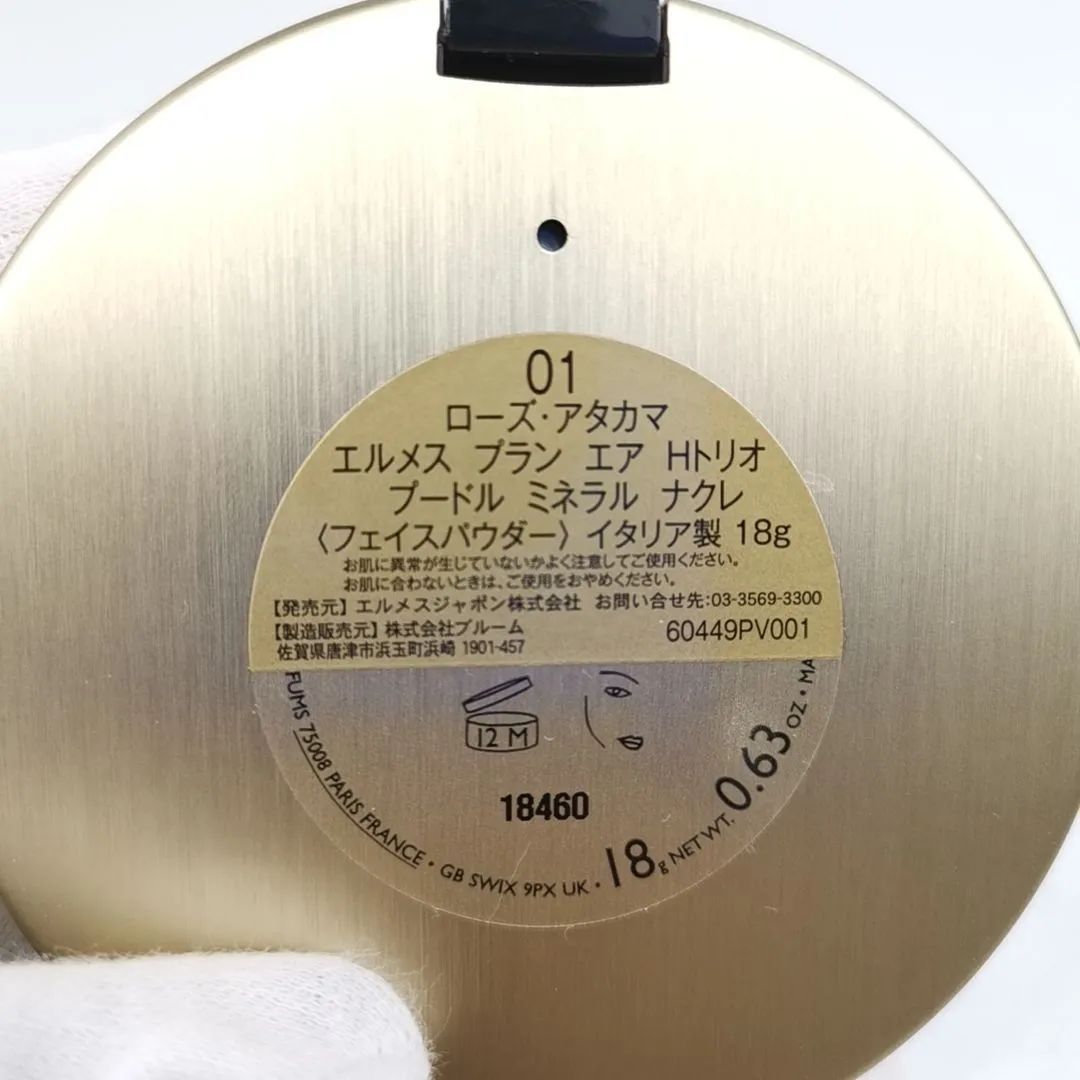 01
ローズ・アタカマ
エルメス プラン エア Hトリオ
プードル ミネラル ナクレ
〈フェイスパウダー〉 イタリア製 18g
お肌に異常が生じていないかよく注意してご使用ください。
お肌に合わないときは、ご使用をおやめください。
【発売元】エルメスジャポン株式会社 お問い合せ先:03-3569-3300
【製造販売元】株式会社ブルーム 60449PV001
佐賀県唐津市浜玉町浜崎 1901-457
12 M
18460
FUMS 75008 PARIS FRANCE • GB SW1X 9PX UK • 18g NET WT. 0.63 OZ • MA